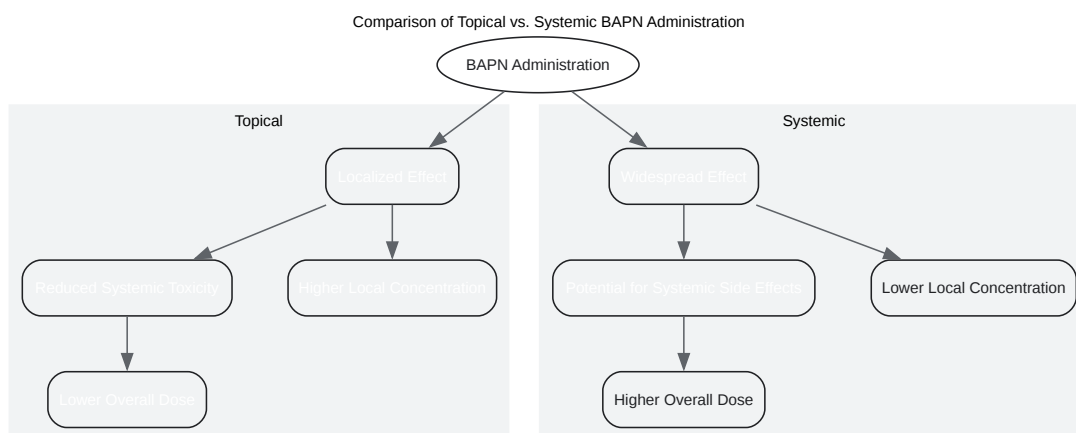 Comparison of Topical vs. Systemic BAPN Administration
BAPN Administration
Topical
Systemic
Localized Effect
Widespread Effect
Reduced Systemic Toxicity
Higher Local Concentration
Potential for Systemic Side Effects
Lower Local Concentration
Lower Overall Dose
Higher Overall Dose